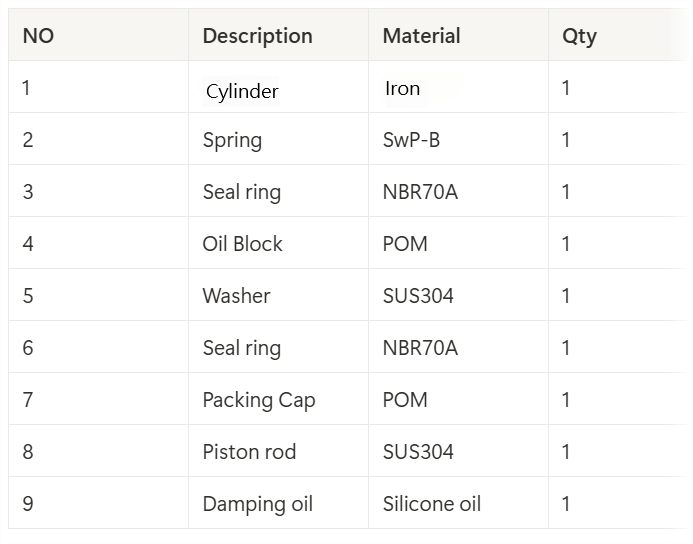 NO Description Material Qty
1 Cylinder Iron 1
2 Spring SwP-B 1
3 Seal ring NBR70A 1
4 Oil Block POM 1
5 Washer SUS304 1
6 Seal ring NBR70A 1
7 Packing Cap POM 1
8 Piston rod SUS304 1
9 Damping oil Silicone oil 1